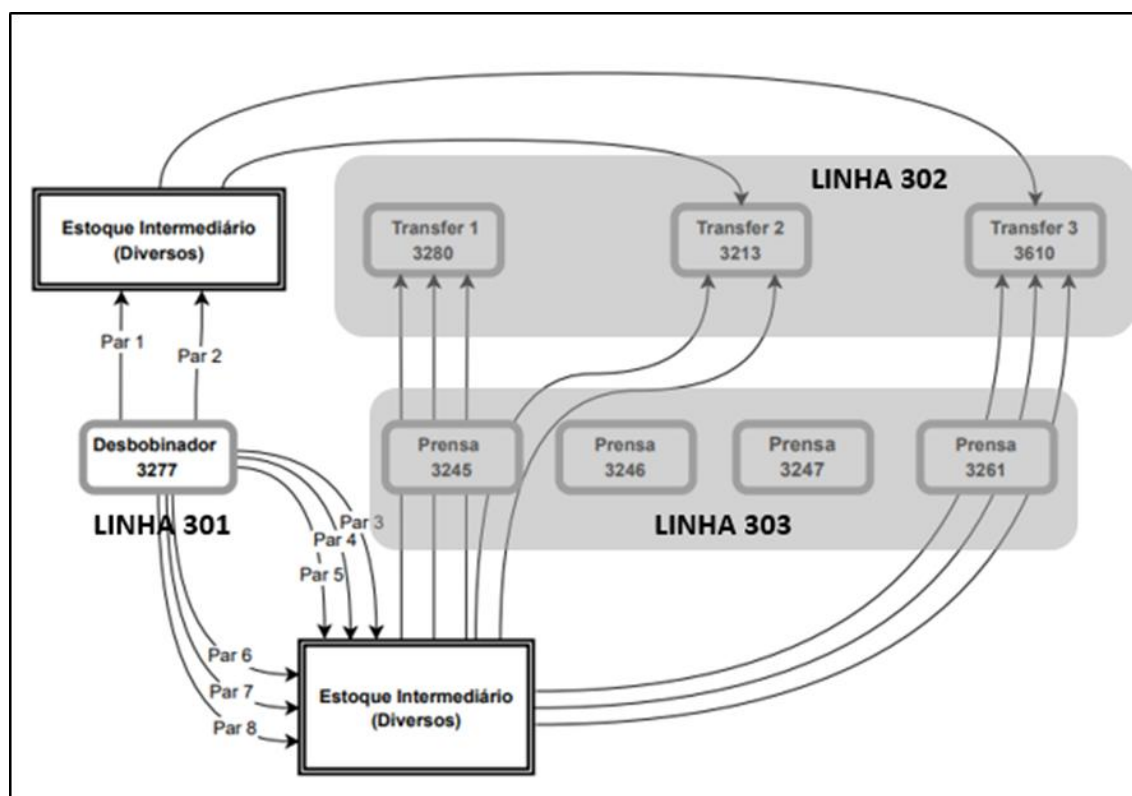 LINHA 302
Estoque Intermediário
(Diversos)
Transfer 1
3280
Transfer 2
3213
Transfer 3
3610
Par 1
Par 2
Desbobinador
3277
Prensa
3245
Prensa
3246
Prensa
3247
Prensa
3261
LINHA 301
LINHA 303
Par 3
Par 4
Par 5
Par 6
Par 7
Par 8
Estoque Intermediário
(Diversos)